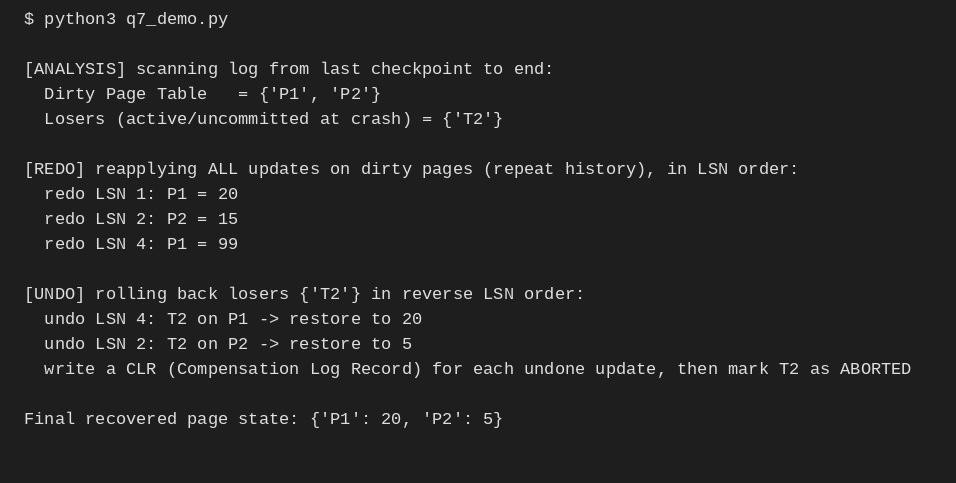 $ python3 q7_demo.py
[ANALYSIS] scanning log from last checkpoint to end:
  Dirty Page Table   = {'P1', 'P2'}
  Losers (active/uncommitted at crash) = {'T2'}
[REDO] reapplying ALL updates on dirty pages (repeat history), in LSN order:
  redo LSN 1: P1 = 20
  redo LSN 2: P2 = 15
  redo LSN 4: P1 = 99
[UNDO] rolling back losers {'T2'} in reverse LSN order:
  undo LSN 4: T2 on P1 -> restore to 20
  undo LSN 2: T2 on P2 -> restore to 5
  write a CLR (Compensation Log Record) for each undone update, then mark T2 as ABORTED
Final recovered page state: {'P1': 20, 'P2': 5}